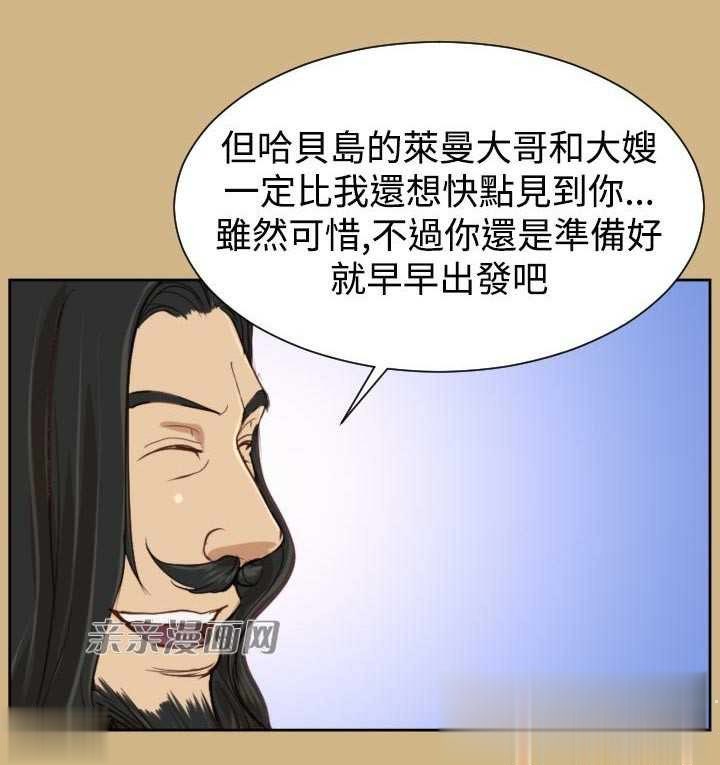 但哈貝島的萊曼大哥和大嫂
一定比我還想快點見到你...
雖然可惜,不過你還是準備好
就早早出發吧
亲亲漫画网